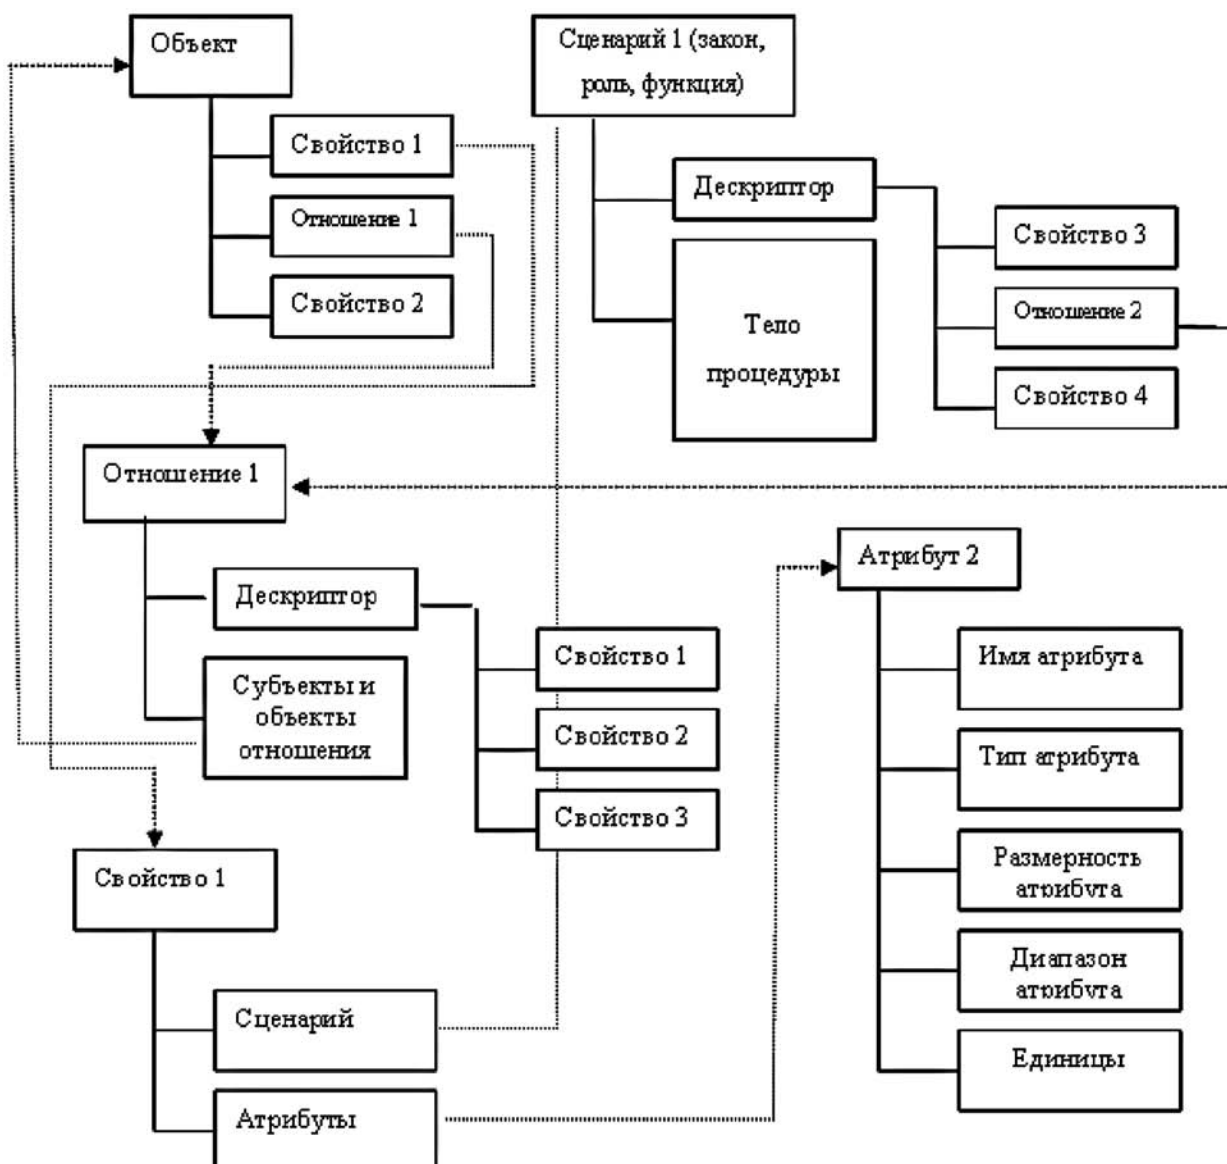 Объект
Свойство 1
Отношение 1
Свойство 2
Сценарий 1 (закон,
роль, функция)
Дескриптор
Тело
процедуры
Свойство 3
Отношение 2
Свойство 4
Отношение 1
Дескриптор
Субъекты и
объекты
отношения
Свойство 1
Свойство 2
Свойство 3
Свойство 1
Сценарий
Атрибуты
Атрибут 2
Имя атрибута
Тип атрибута
Размерность
атрибута
Диапазон
атрибута
Единицы